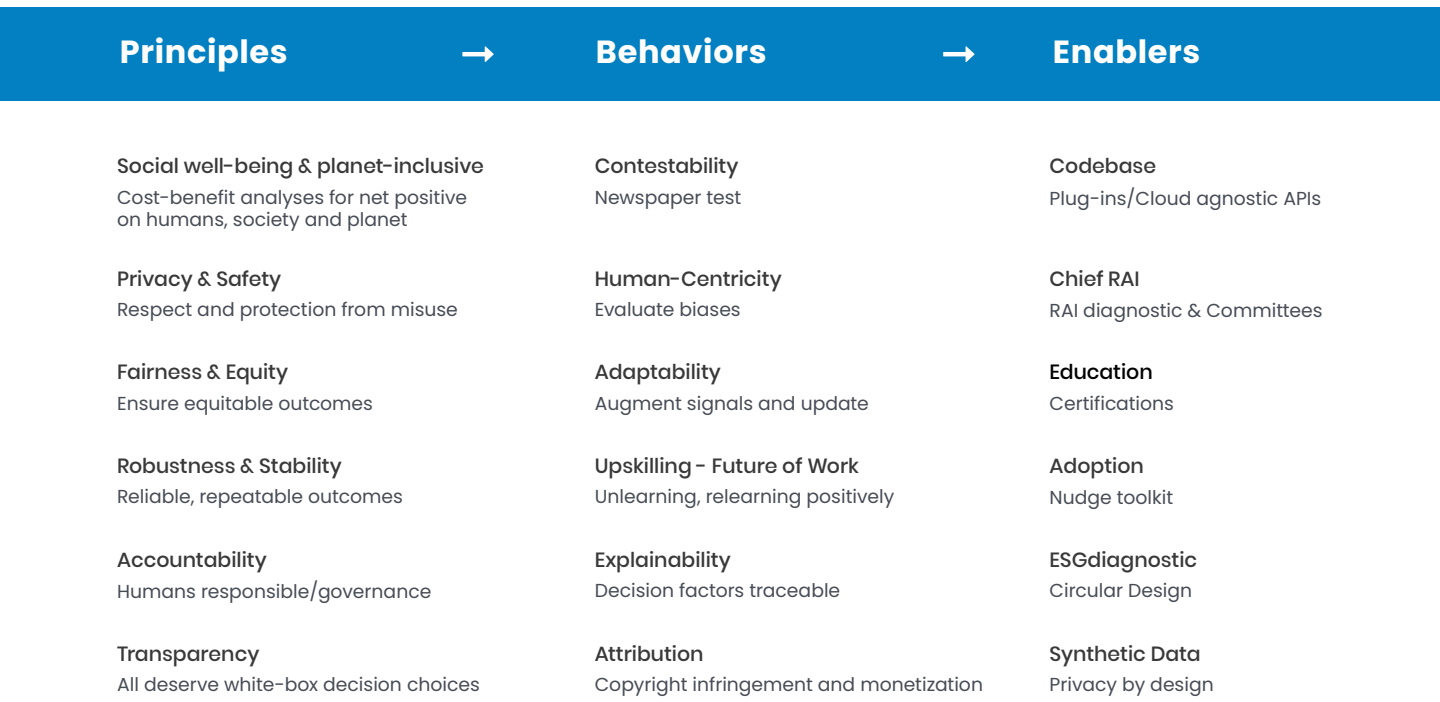 Principles → Behaviors → Enablers
Social well-being & planet-inclusive
Cost-benefit analyses for net positive
on humans, society and planet
Contestability
Newspaper test
Codebase
Plug-ins/Cloud agnostic APIs
Privacy & Safety
Respect and protection from misuse
Human-Centricity
Evaluate biases
Chief RAI
RAI diagnostic & Committees
Fairness & Equity
Ensure equitable outcomes
Adaptability
Augment signals and update
Education
Certifications
Robustness & Stability
Reliable, repeatable outcomes
Upskilling - Future of Work
Unlearning, relearning positively
Adoption
Nudge toolkit
Accountability
Humans responsible/governance
Explainability
Decision factors traceable
ESGdiagnostic
Circular Design
Transparency
All deserve white-box decision choices
Attribution
Copyright infringement and monetization
Synthetic Data
Privacy by design